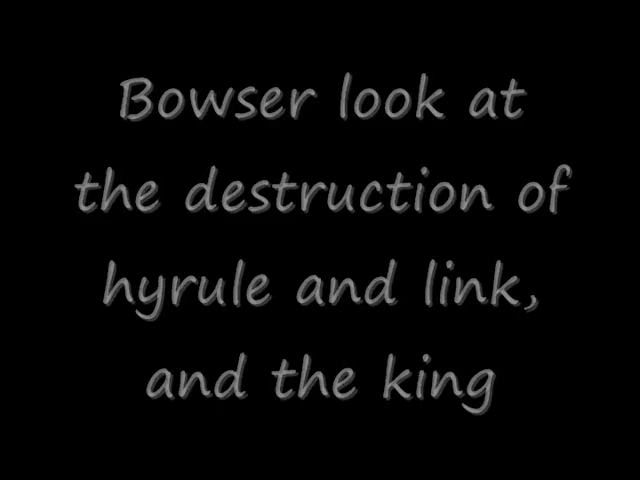 Bowser look at
the destruction of
hyrule and link,
and the king